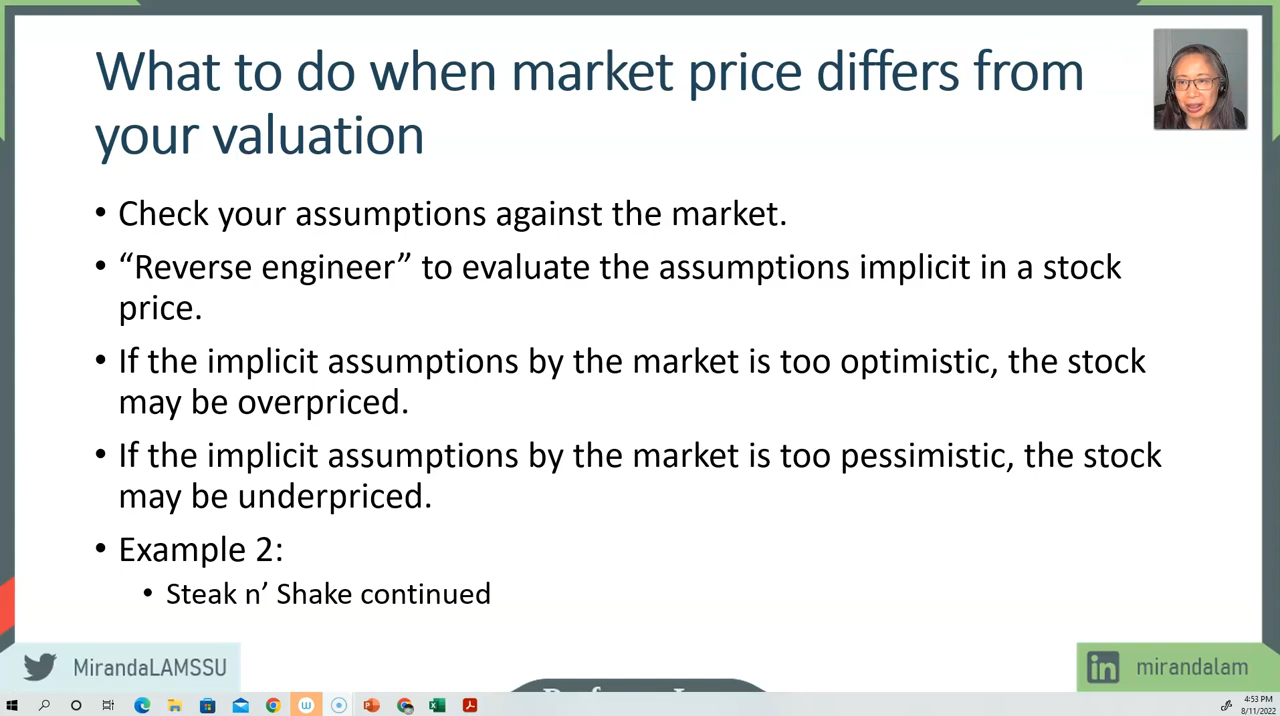 What to do when market price differs from
your valuation
• Check your assumptions against the market.
• “Reverse engineer” to evaluate the assumptions implicit in a stock
price.
• If the implicit assumptions by the market is too optimistic, the stock
may be overpriced.
• If the implicit assumptions by the market is too pessimistic, the stock
may be underpriced.
• Example 2:
• Steak n’ Shake continued
MirandaLAMSSU
in mirandalam
4:53 PM
8/11/2022